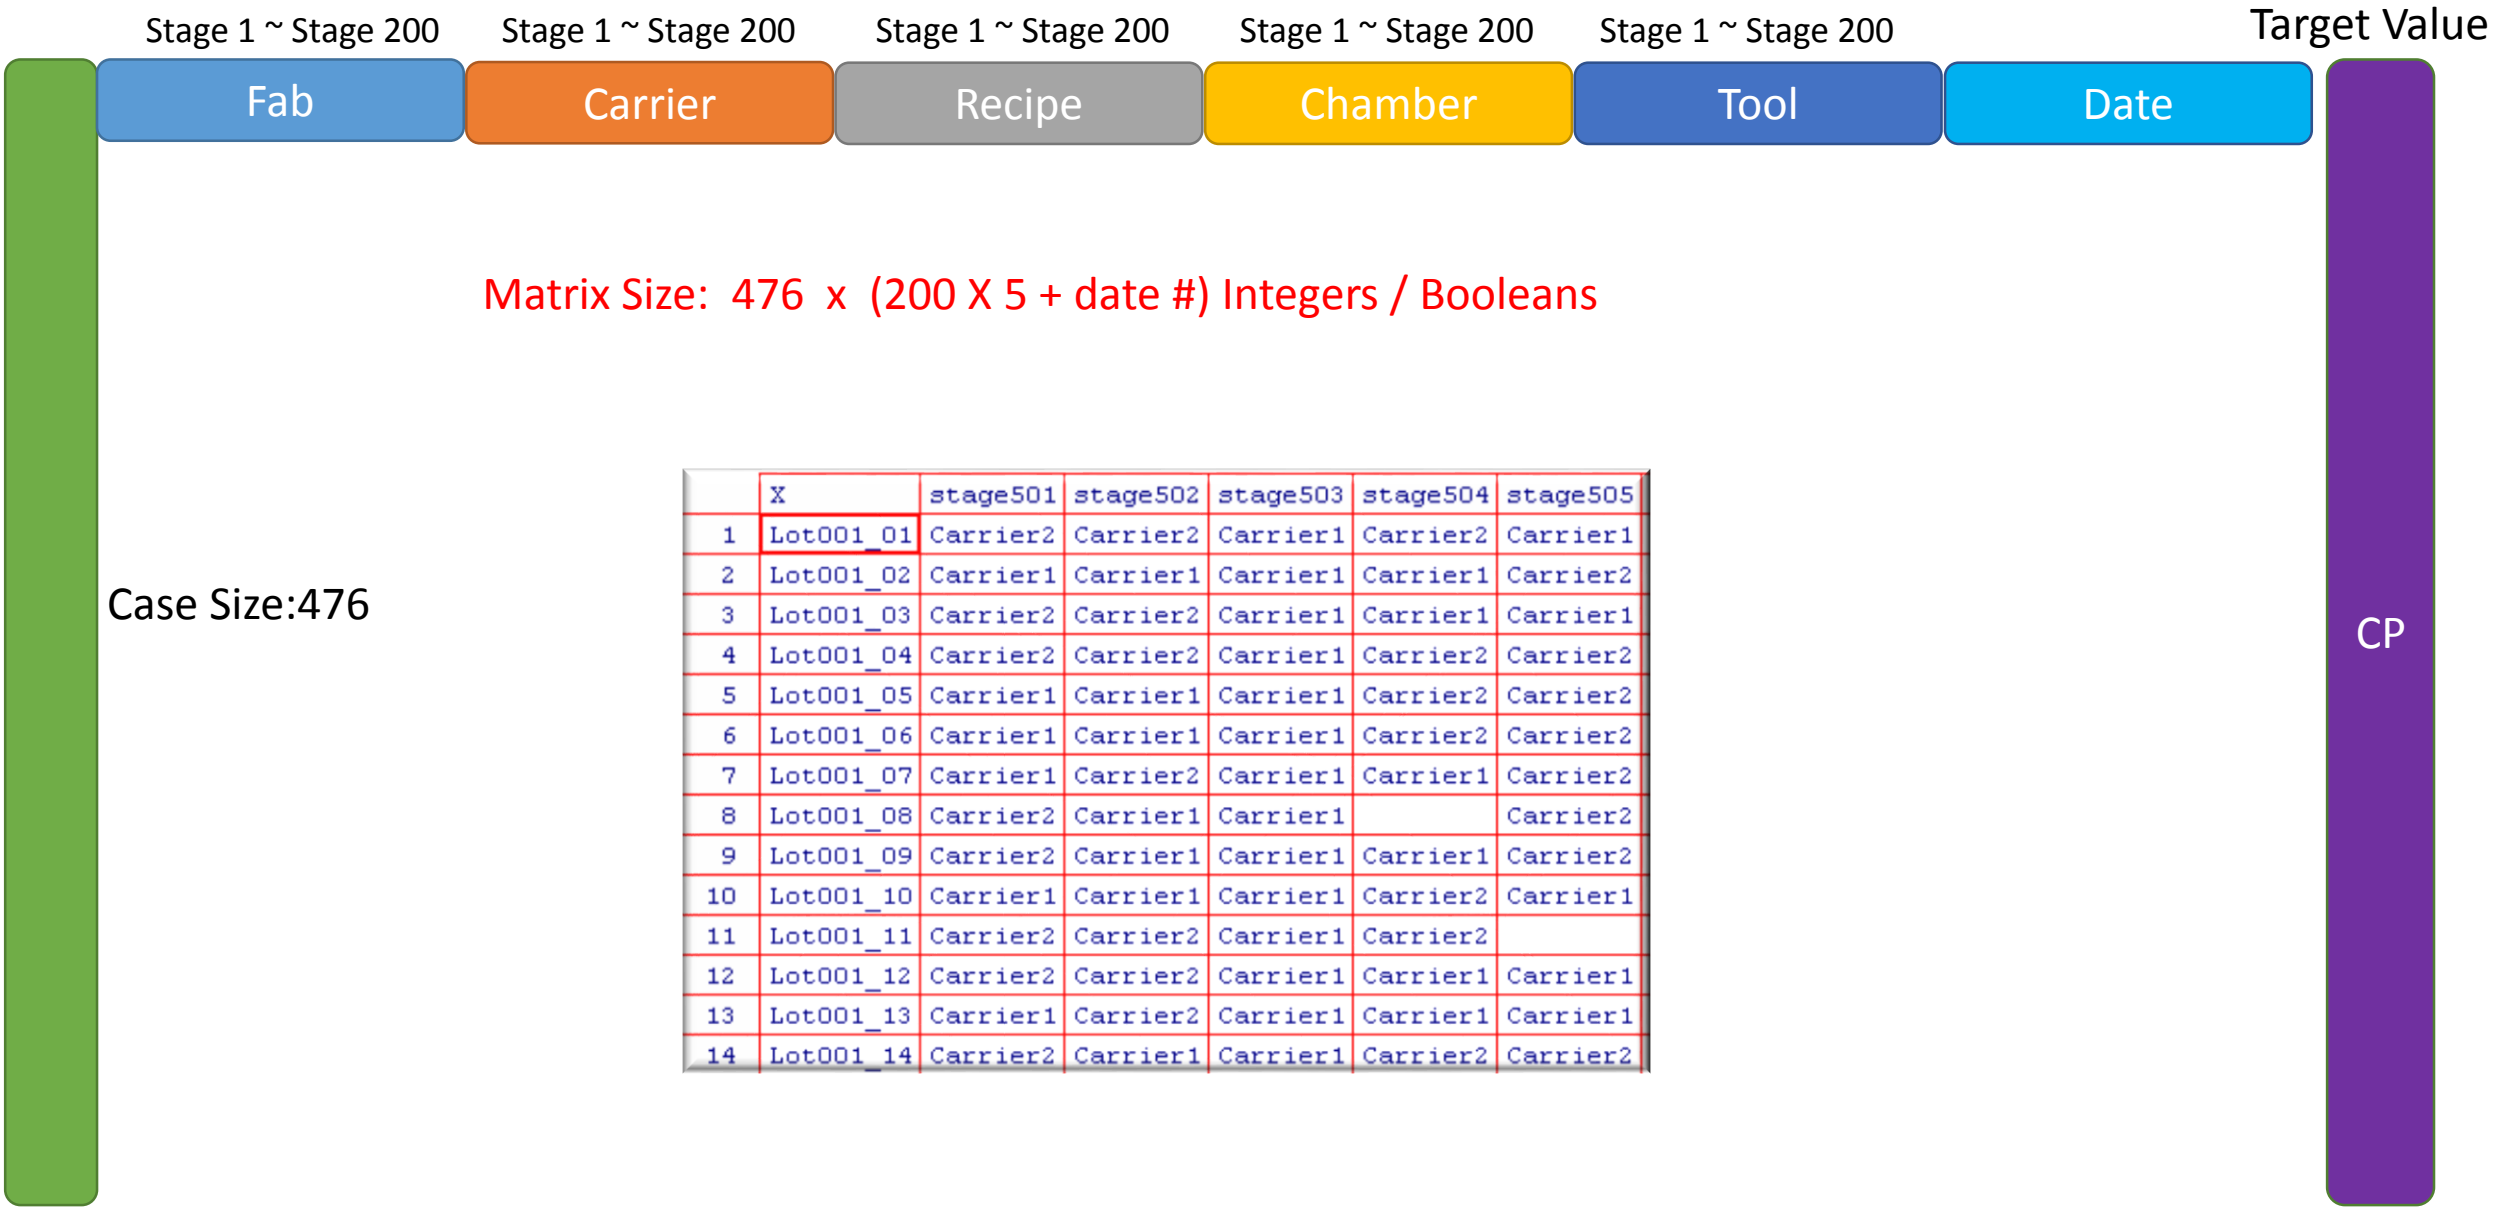 Stage 1 ~ Stage 200 Stage 1 ~ Stage 200 Stage 1 ~ Stage 200 Stage 1 ~ Stage 200 Stage 1 ~ Stage 200 Target Value
Fab Carrier Recipe Chamber Tool Date
Matrix Size: 476 x (200 X 5 + date #) Integers / Booleans
X stage501 stage502 stage503 stage504 stage505
1 Lot001_01 Carrier2 Carrier2 Carrier1 Carrier2 Carrier1
2 Lot001_02 Carrier1 Carrier1 Carrier1 Carrier1 Carrier2
3 Lot001_03 Carrier2 Carrier2 Carrier1 Carrier1 Carrier1
4 Lot001_04 Carrier2 Carrier2 Carrier1 Carrier2 Carrier2
5 Lot001_05 Carrier1 Carrier1 Carrier1 Carrier2 Carrier2
6 Lot001_06 Carrier1 Carrier1 Carrier1 Carrier2 Carrier2
7 Lot001_07 Carrier1 Carrier2 Carrier1 Carrier1 Carrier2
8 Lot001_08 Carrier2 Carrier1 Carrier1 Carrier2
9 Lot001_09 Carrier2 Carrier1 Carrier1 Carrier1 Carrier2
10 Lot001_10 Carrier1 Carrier1 Carrier1 Carrier2 Carrier1
11 Lot001_11 Carrier2 Carrier2 Carrier1 Carrier2
12 Lot001_12 Carrier2 Carrier2 Carrier1 Carrier1 Carrier1
13 Lot001_13 Carrier1 Carrier2 Carrier1 Carrier1 Carrier1
14 Lot001_14 Carrier2 Carrier1 Carrier1 Carrier2 Carrier2
Case Size:476
CP